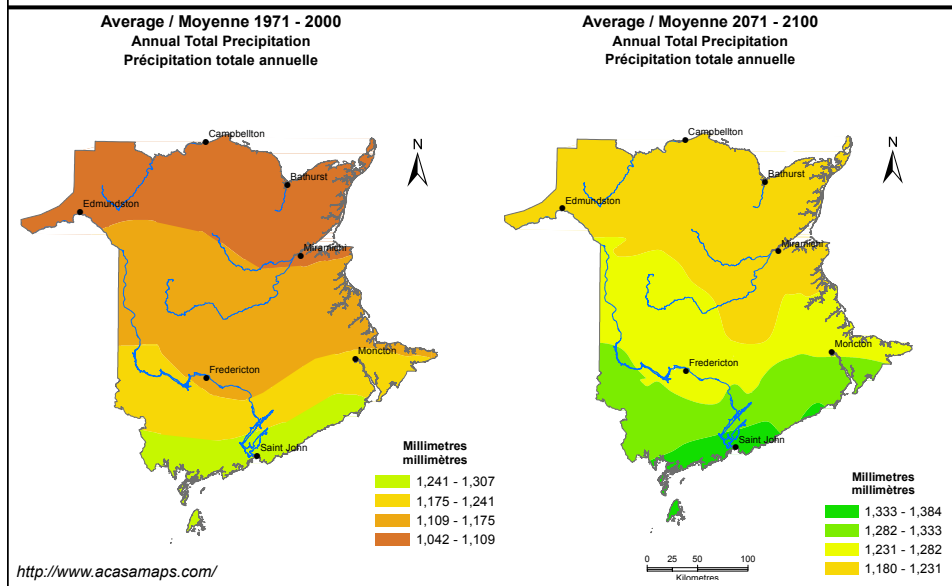 Average / Moyenne 1971 - 2000
Annual Total Precipitation
Précipitation totale annuelle
Campbellton
N
Bathurst
Edmundston
Miramichi
Moncton
Fredericton
Saint John
Millimetres
millimètres
1,241 - 1,307
1,175 - 1,241
1,109 - 1,175
1,042 - 1,109
http://www.acasamaps.com/
Average / Moyenne 2071 - 2100
Annual Total Precipitation
Précipitation totale annuelle
Campbellton
N
Bathurst
Edmundston
Miramichi
Moncton
Fredericton
Saint John
Millimetres
millimètres
1,333 - 1,384
1,282 - 1,333
1,231 - 1,282
1,180 - 1,231
0 25 50 100
Kilometres